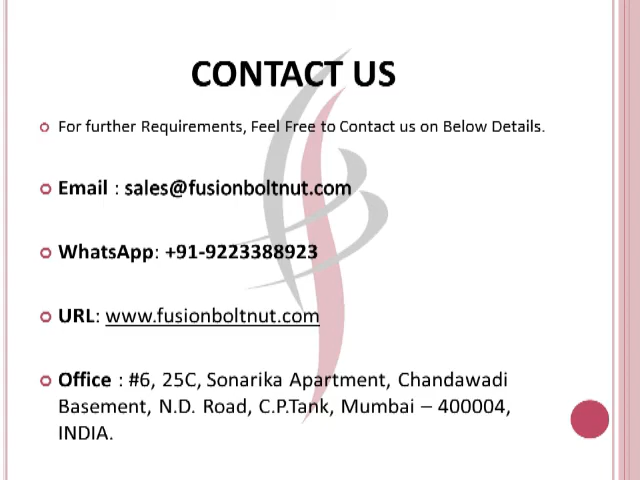 CONTACT US
For further Requirements, Feel Free to Contact us on Below Details.
Email : sales@fusionboltnut.com
WhatsApp: +91-9223388923
URL: www.fusionboltnut.com
Office : #6, 25C, Sonarika Apartment, Chandawadi
Basement, N.D. Road, C.P.Tank, Mumbai – 400004,
INDIA.